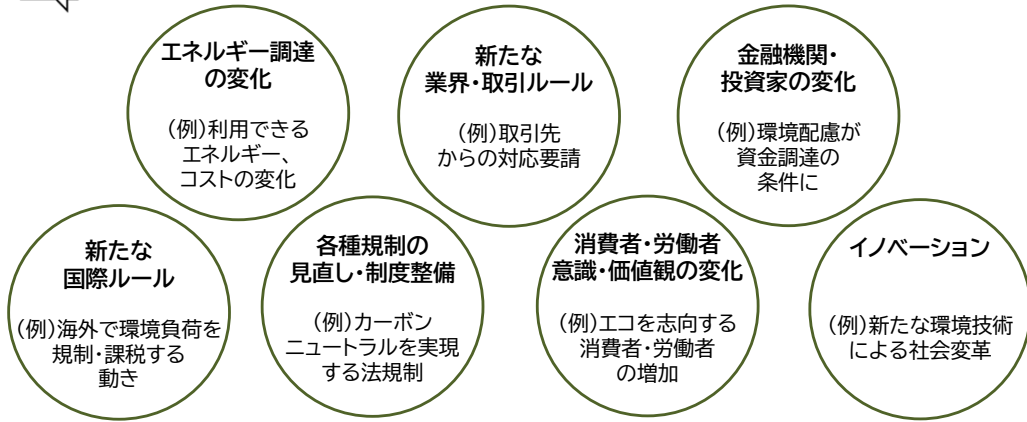 エネルギー調達
の変化
(例)利用できる
エネルギー、
コストの変化
新たな
業界・取引ルール
(例)取引先
からの対応要請
金融機関・
投資家の変化
(例)環境配慮が
資金調達の
条件に
新たな
国際ルール
(例)海外で環境負荷を
規制・課税する
動き
各種規制の
見直し・制度整備
(例)カーボン
ニュートラルを実現
する法規制
消費者・労働者
意識・価値観の変化
(例)エコを志向する
消費者・労働者
の増加
イノベーション
(例)新たな環境技術
による社会変革